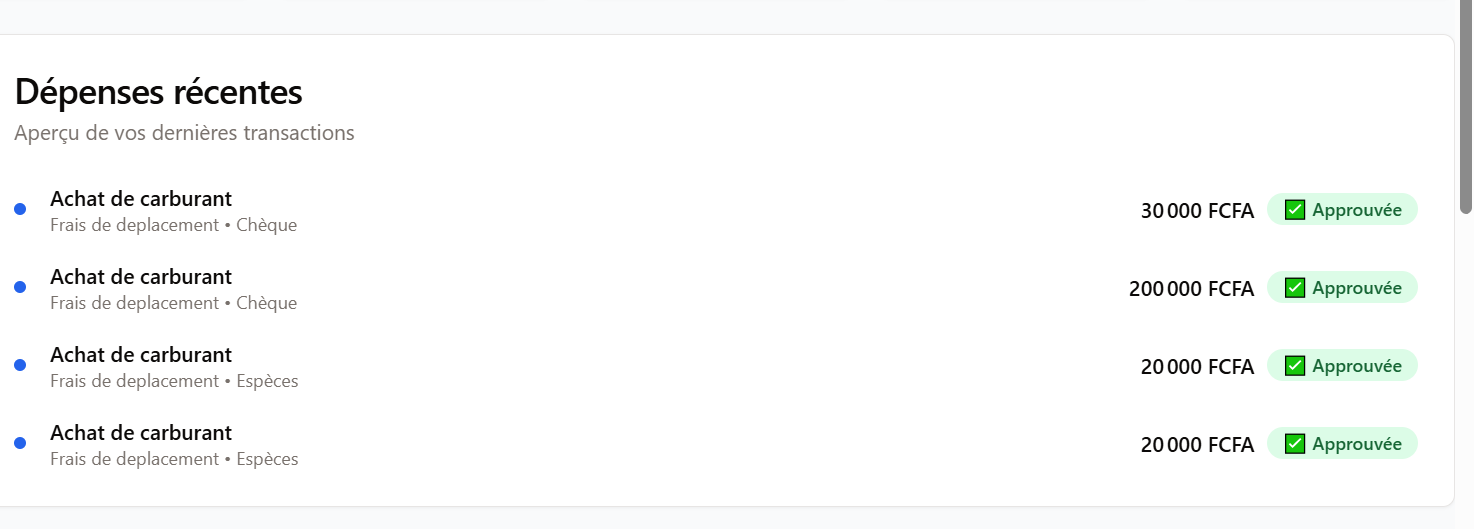 Dépenses récentes
Aperçu de vos dernières transactions
Achat de carburant
Frais de deplacement • Chèque
30 000 FCFA
✅ Approuvée
Achat de carburant
Frais de deplacement • Chèque
200 000 FCFA
✅ Approuvée
Achat de carburant
Frais de deplacement • Espèces
20 000 FCFA
✅ Approuvée
Achat de carburant
Frais de deplacement • Espèces
20 000 FCFA
✅ Approuvée